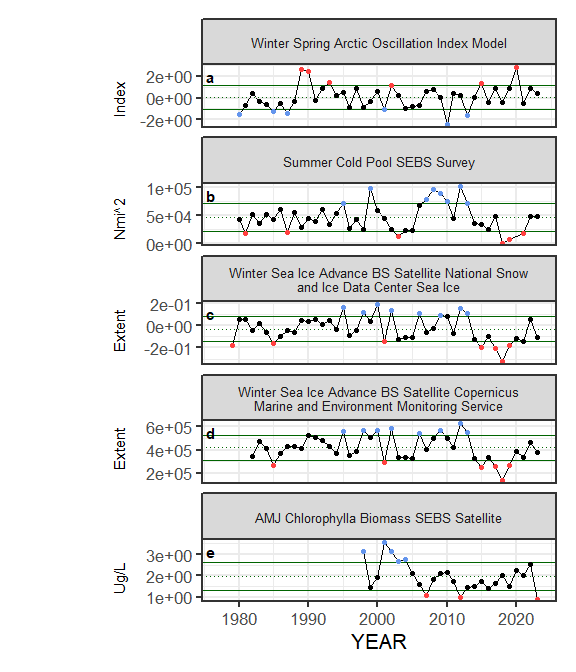 Winter Spring Arctic Oscillation Index Model
a
2e+00
0e+00
-2e+00
Index
Summer Cold Pool SEBS Survey
b
1e+05
5e+04
0e+00
Nmi^2
Winter Sea Ice Advance BS Satellite National Snow
and Ice Data Center Sea Ice
c
2e-01
0e+00
-2e-01
Extent
Winter Sea Ice Advance BS Satellite Copernicus
Marine and Environment Monitoring Service
d
6e+05
4e+05
2e+05
Extent
AMJ Chlorophylla Biomass SEBS Satellite
e
3e+00
2e+00
1e+00
Ug/L
1980 1990 2000 2010 2020
YEAR